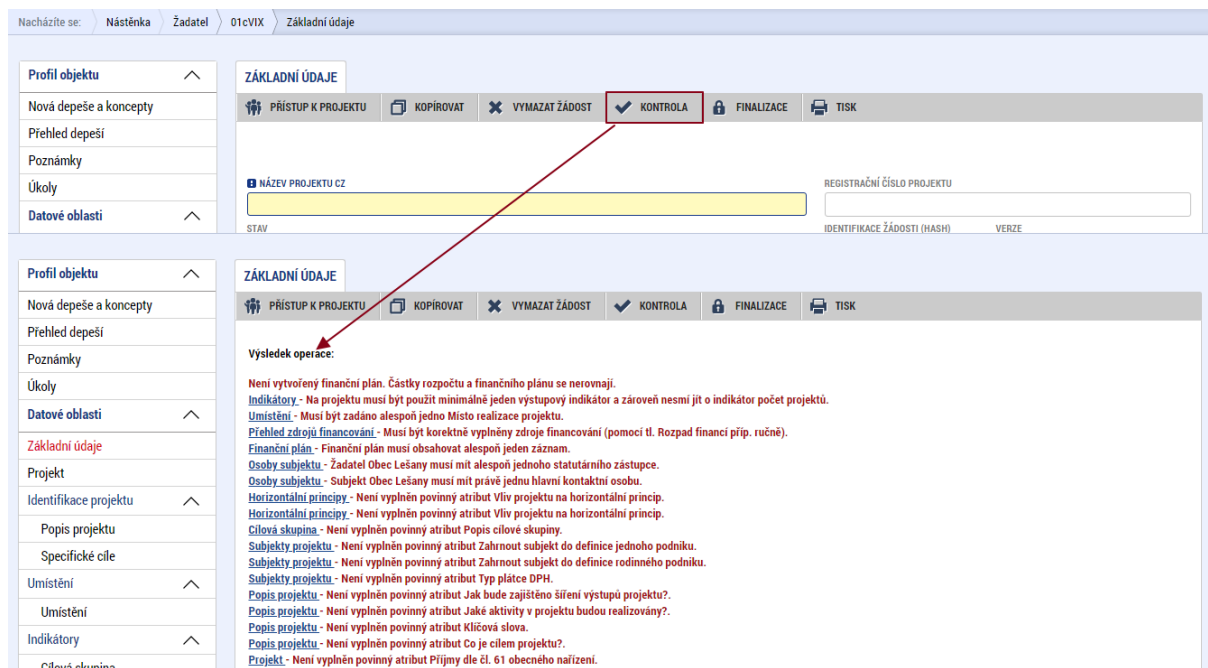 Nacházíte se: Nástěnka Žadatel 01cVIX Základní údaje
Profil objektu
Nová depeše a koncepty
Přehled depeší
Poznámky
Úkoly
Datové oblasti
ZÁKLADNÍ ÚDAJE
PŘÍSTUP K PROJEKTU KOPÍROVAT VYMAZAT ŽÁDOST KONTROLA FINALIZACE TISK
NÁZEV PROJEKTU CZ REGISTRAČNÍ ČÍSLO PROJEKTU
STAV IDENTIFIKACE ŽÁDOSTI (HASH) VERZE
Profil objektu
Nová depeše a koncepty
Přehled depeší
Poznámky
Úkoly
Datové oblasti
Základní údaje
Projekt
Identifikace projektu
Popis projektu
Specifické cíle
Umístění
Umístění
Indikátory
Cílová skupina
ZÁKLADNÍ ÚDAJE
PŘÍSTUP K PROJEKTU KOPÍROVAT VYMAZAT ŽÁDOST KONTROLA FINALIZACE TISK
Výsledek operace:
Není vytvořený finanční plán. Částky rozpočtu a finančního plánu se nerovnají.
Indikátory - Na projektu musí být použit minimálně jeden výstupový indikátor a zároveň nesmí jít o indikátor počet projektů.
Umístění - Musí být zadáno alespoň jedno Místo realizace projektu.
Přehled zdrojů financování - Musí být korektně vyplněny zdroje financování (pomocí tl. Rozpad financí příp. ručně).
Finanční plán - Finanční plán musí obsahovat alespoň jeden záznam.
Osoby subjektu - Žadatel Obec Lešany musí mít alespoň jednoho statutárního zástupce.
Osoby subjektu - Subjekt Obec Lešany musí mít právě jednu hlavní kontaktní osobu.
Horizontální principy - Není vyplněn povinný atribut Vliv projektu na horizontální princip.
Horizontální principy - Není vyplněn povinný atribut Vliv projektu na horizontální princip.
Cílová skupina - Není vyplněn povinný atribut Popis cílové skupiny.
Subjekty projektu - Není vyplněn povinný atribut Zahrnout subjekt do definice jednoho podniku.
Subjekty projektu - Není vyplněn povinný atribut Zahrnout subjekt do definice rodinného podniku.
Subjekty projektu - Není vyplněn povinný atribut Typ plátce DPH.
Popis projektu - Není vyplněn povinný atribut Jak bude zajištěno šíření výstupů projektu?.
Popis projektu - Není vyplněn povinný atribut Jaké aktivity v projektu budou realizovány?.
Popis projektu - Není vyplněn povinný atribut Klíčová slova.
Popis projektu - Není vyplněn povinný atribut Co je cílem projektu?.
Projekt - Není vyplněn povinný atribut Příjmy dle čl. 61 obecného nařízení.